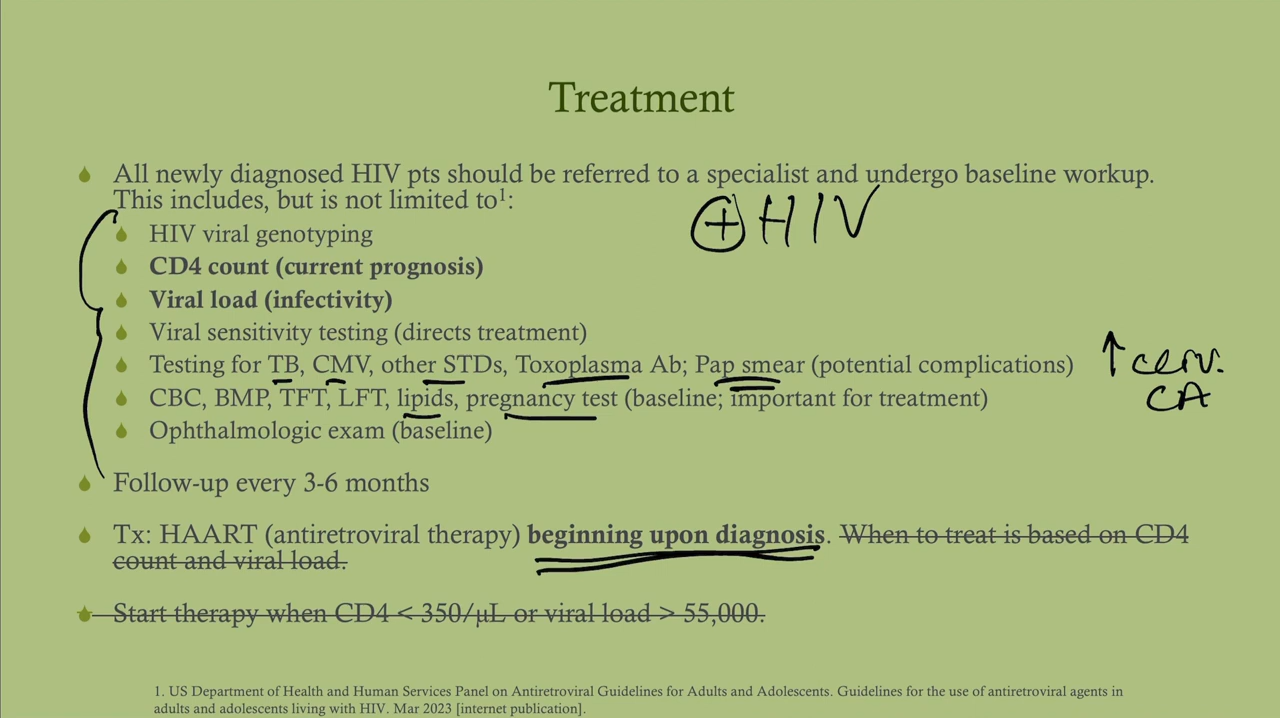 Treatment
All newly diagnosed HIV pts should be referred to a specialist and undergo baseline workup.
This includes, but is not limited to¹:
⊕ HIV
HIV viral genotyping
CD4 count (current prognosis)
Viral load (infectivity)
Viral sensitivity testing (directs treatment)
Testing for TB, CMV, other STDs, Toxoplasma Ab; Pap smear (potential complications)
↑ cerv.
CA
CBC, BMP, TFT, LFT, lipids, pregnancy test (baseline; important for treatment)
Ophthalmologic exam (baseline)
Follow-up every 3-6 months
Tx: HAART (antiretroviral therapy) beginning upon diagnosis. When to treat is based on CD4
count and viral load.
Start therapy when CD4 < 350/μL or viral load > 55,000.
1. US Department of Health and Human Services Panel on Antiretroviral Guidelines for Adults and Adolescents. Guidelines for the use of antiretroviral agents in
adults and adolescents living with HIV. Mar 2023 [internet publication].